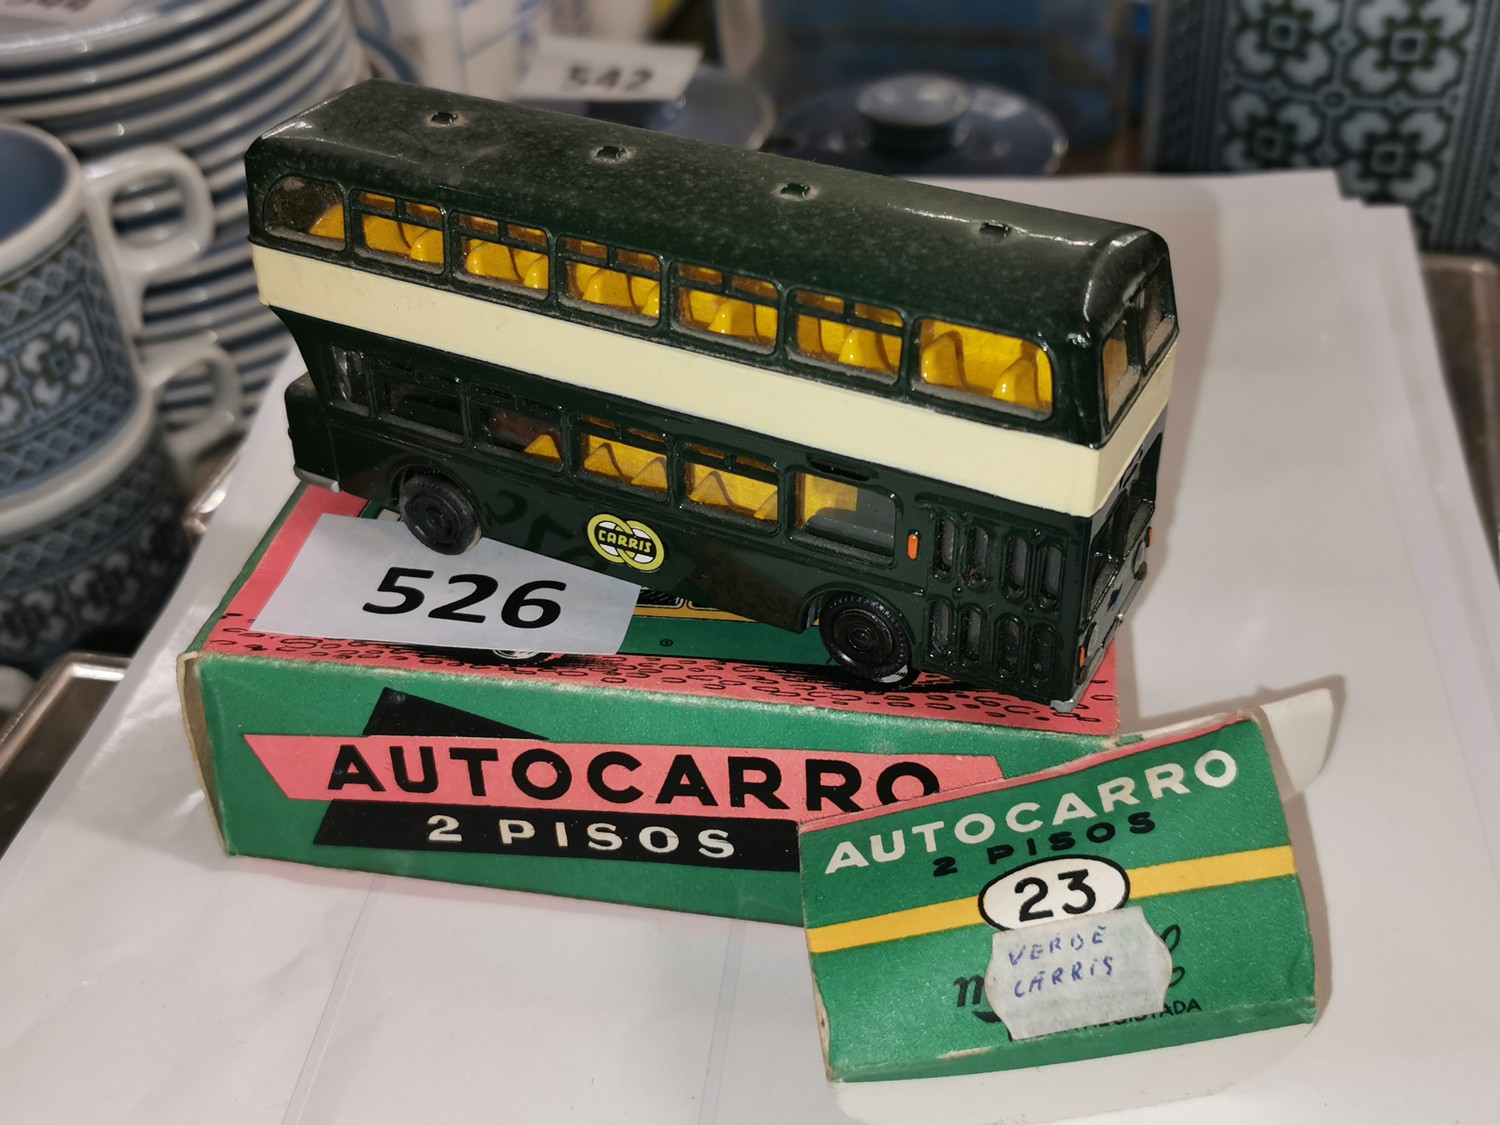 542
CARRIS
526
AUTOCARRO
2 PISOS
AUTOCARRO
2 PISOS
23
VERDE
CARRIS